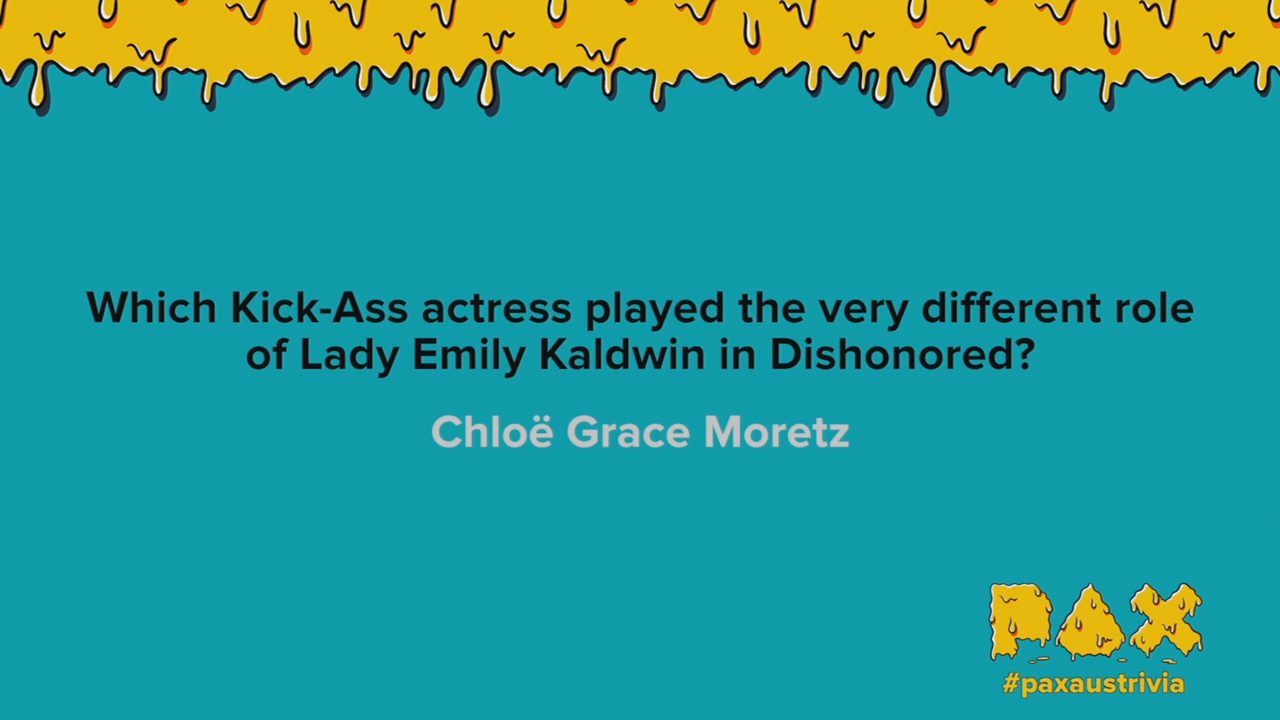 Which Kick-Ass actress played the very different role
of Lady Emily Kaldwin in Dishonored?
Chloë Grace Moretz
PAX
#paxaustrivia